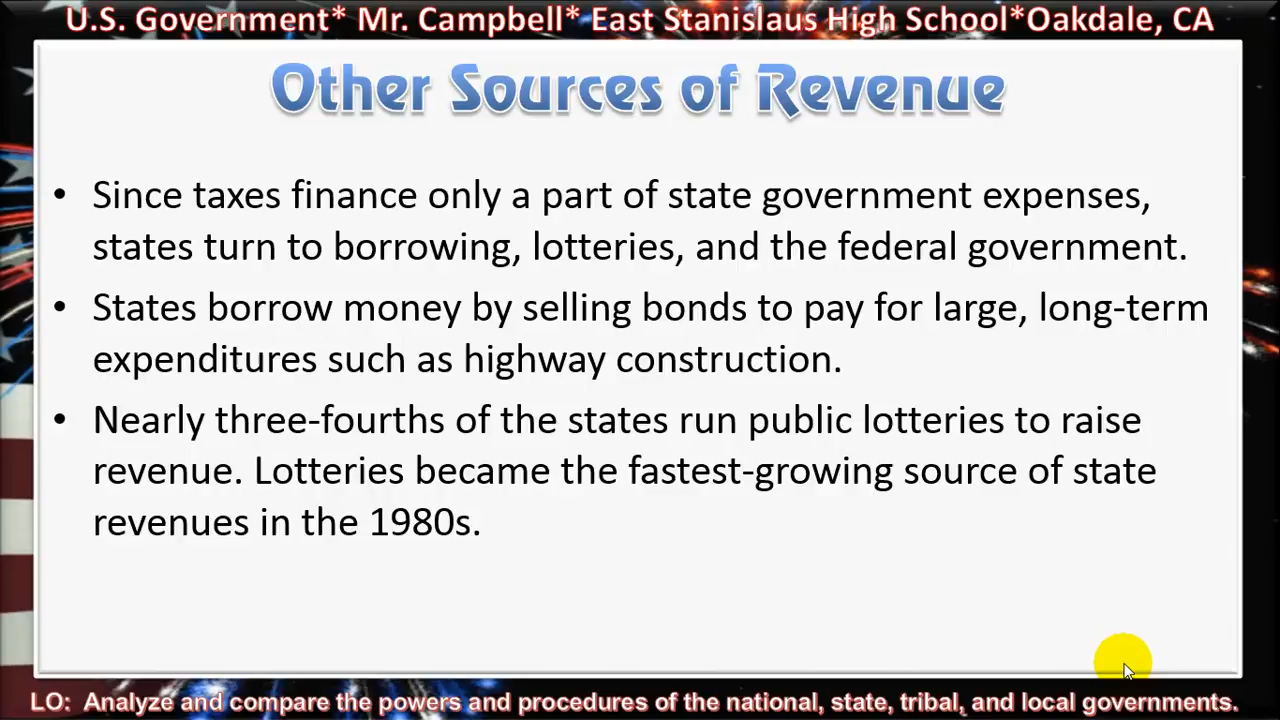 U.S. Government* Mr. Campbell* East Stanislaus High School*Oakdale, CA
Other Sources of Revenue
• Since taxes finance only a part of state government expenses,
states turn to borrowing, lotteries, and the federal government.
• States borrow money by selling bonds to pay for large, long-term
expenditures such as highway construction.
• Nearly three-fourths of the states run public lotteries to raise
revenue. Lotteries became the fastest-growing source of state
revenues in the 1980s.
LO: Analyze and compare the powers and procedures of the national, state, tribal, and local governments.